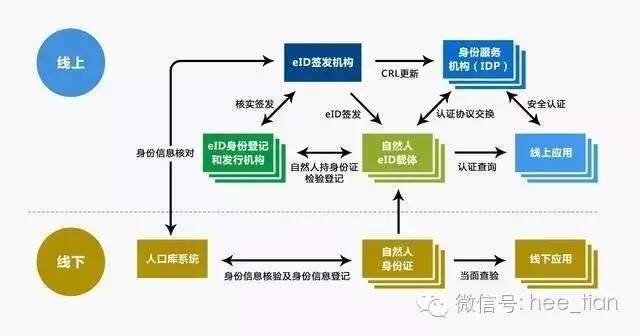 线上
eID签发机构
CRL更新
身份服务
机构（IDP）
核实签发
eID签发
认证协议交换
安全认证
身份信息核对
eID身份登记
和发行机构
自然人持身份证
检验登记
自然人
eID载体
认证查询
线上应用
线下
人口库系统
身份信息核验及身份信息登记
自然人
身份证
当面查验
线下应用
微信号: hee_tian